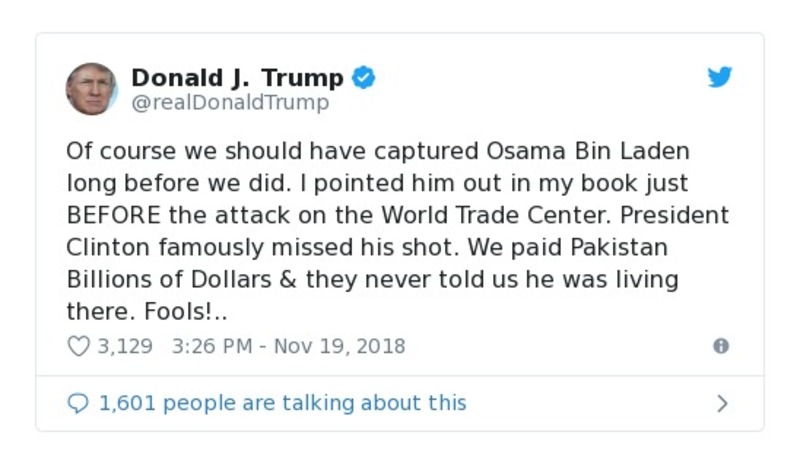 Donald J. Trump
@realDonaldTrump
Of course we should have captured Osama Bin Laden
long before we did. I pointed him out in my book just
BEFORE the attack on the World Trade Center. President
Clinton famously missed his shot. We paid Pakistan
Billions of Dollars & they never told us he was living
there. Fools!..
3,129 3:26 PM - Nov 19, 2018
1,601 people are talking about this